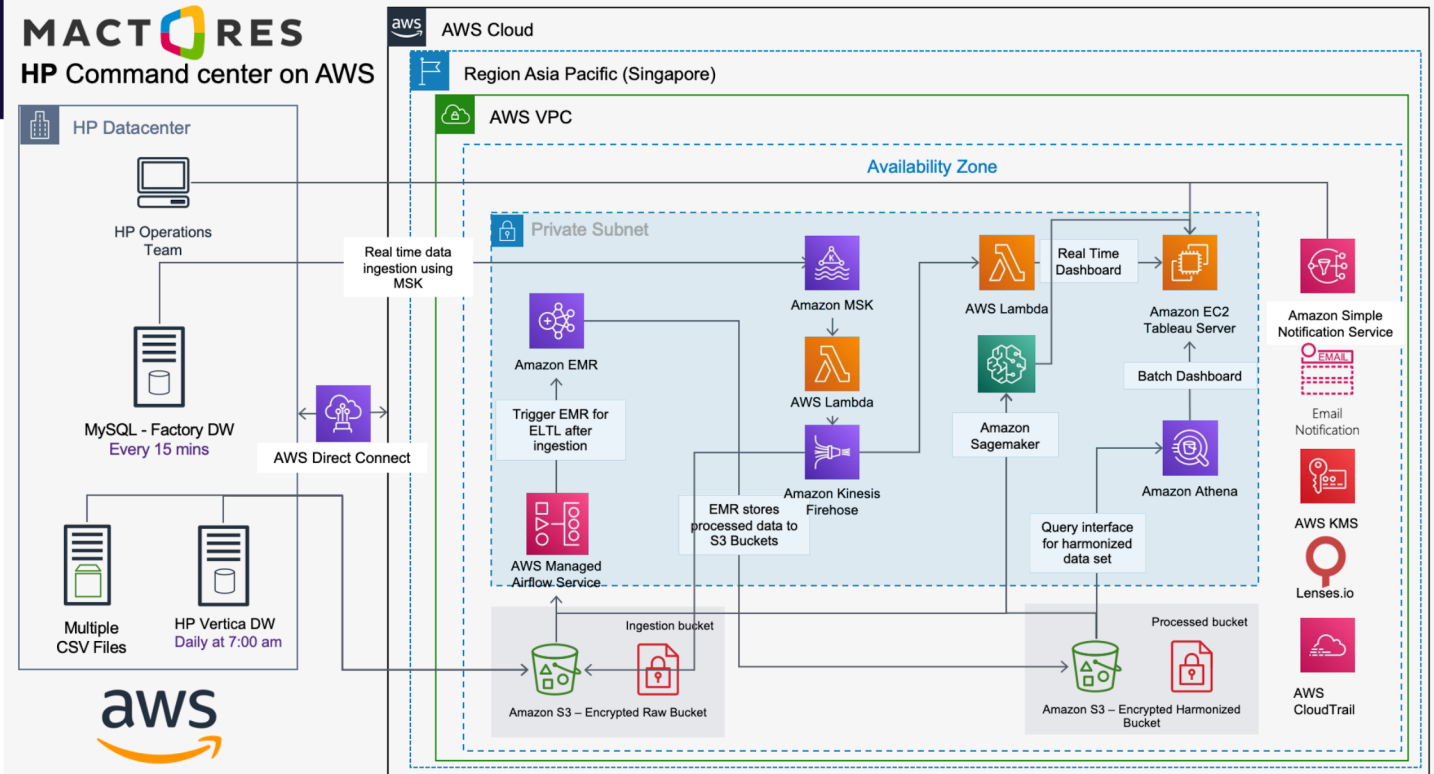 MACTORES
HP Command center on AWS
aws
AWS Cloud
Region Asia Pacific (Singapore)
AWS VPC
Availability Zone
HP Datacenter
HP Operations
Team
Real time data
ingestion using
MSK
Private Subnet
K
Amazon MSK
AWS Lambda
Real Time
Dashboard
Amazon EC2
Tableau Server
Amazon Simple
Notification Service
EMAIL
Email
Notification
Amazon EMR
AWS Lambda
Batch Dashboard
MySQL - Factory DW
Every 15 mins
AWS Direct Connect
Trigger EMR for
ELTL after
ingestion
Amazon
Sagemaker
Amazon Kinesis
Firehose
Amazon Athena
EMR stores
processed data to
S3 Buckets
Query interface
for harmonized
data set
AWS KMS
AWS Managed
Airflow Service
Lenses.io
Multiple
CSV Files
HP Vertica DW
Daily at 7:00 am
Ingestion bucket
Amazon S3 – Encrypted Raw Bucket
Processed bucket
Amazon S3 – Encrypted Harmonized
Bucket
AWS
CloudTrail
aws